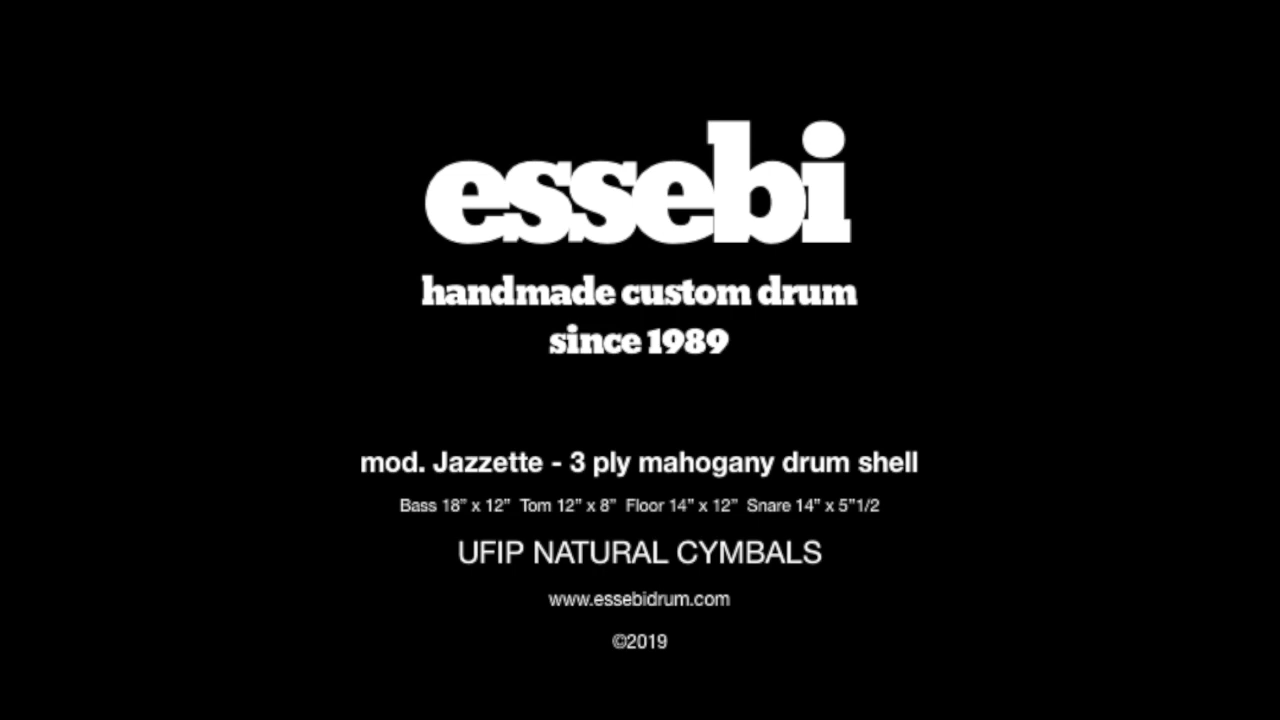 essebi
handmade custom drum
since 1989
mod. Jazzette - 3 ply mahogany drum shell
Bass 18” x 12”  Tom 12” x 8”  Floor 14” x 12”  Snare 14” x 5”1/2
UFIP NATURAL CYMBALS
www.essebidrum.com
©2019